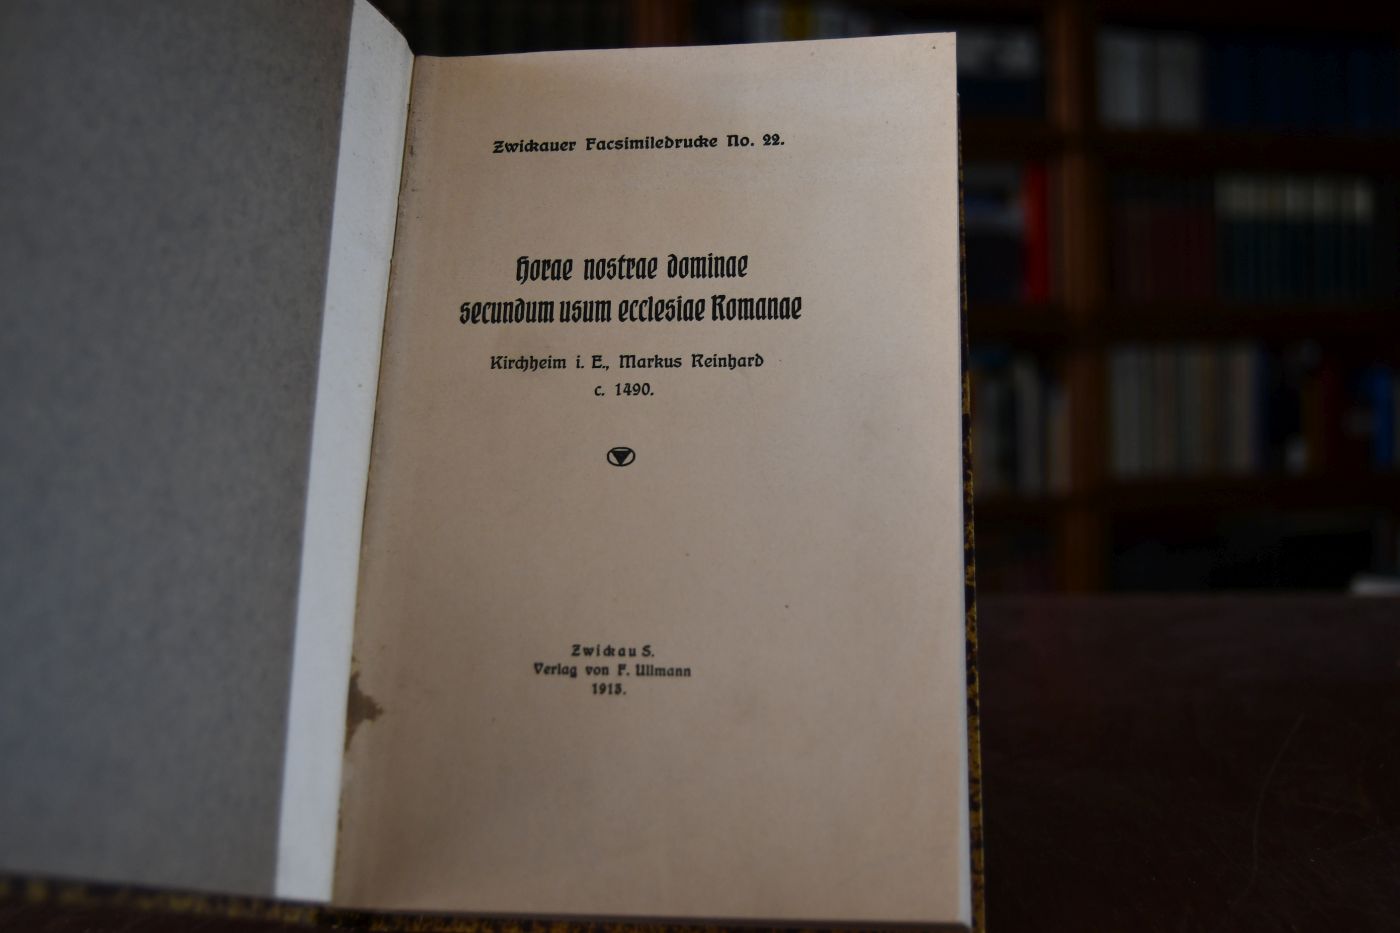 Zwickauer Facsimiledrucke No. 22.
Horae nostrae dominae
secundum usum ecclesiae Romanae
Kirchheim i. E., Markus Reinhard
c. 1490.
Zwickau S.
Verlag von F. Ullmann
1913.